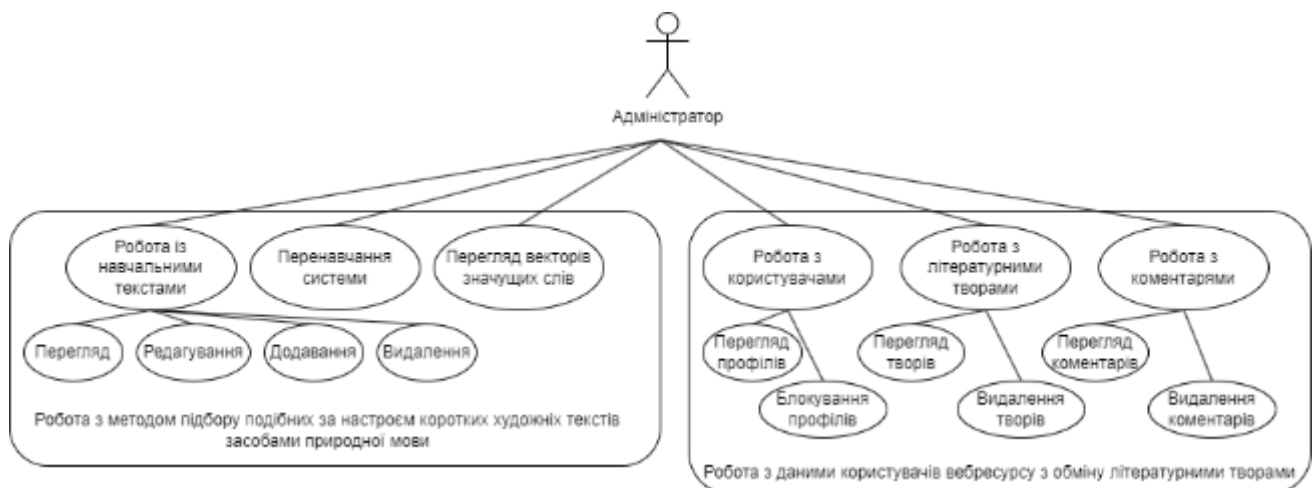 Адміністратор
Робота із
навчальними
текстами
Перенавчання
системи
Перегляд векторів
значущих слів
Перегляд
Редагування
Додавання
Видалення
Робота з методом підбору подібних за настроєм коротких художніх текстів
засобами природної мови
Робота з
користувачами
Робота з
літературними
творами
Робота з
коментарями
Перегляд
профілів
Блокування
профілів
Перегляд
творів
Видалення
творів
Перегляд
коментарів
Видалення
коментарів
Робота з даними користувачів вебресурсу з обміну літературними творами